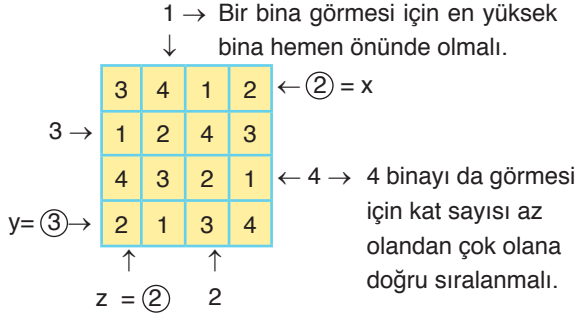 1 → Bir bina görmesi için en yüksek
↓ bina hemen önünde olmalı.
3 4 1 2 ← ② = x
3 → 1 2 4 3
4 3 2 1 ← 4 → 4 binayı da görmesi
için kat sayısı az
y= ③→ 2 1 3 4
olandan çok olana
↑ ↑
doğru sıralanmalı.
z = ② 2